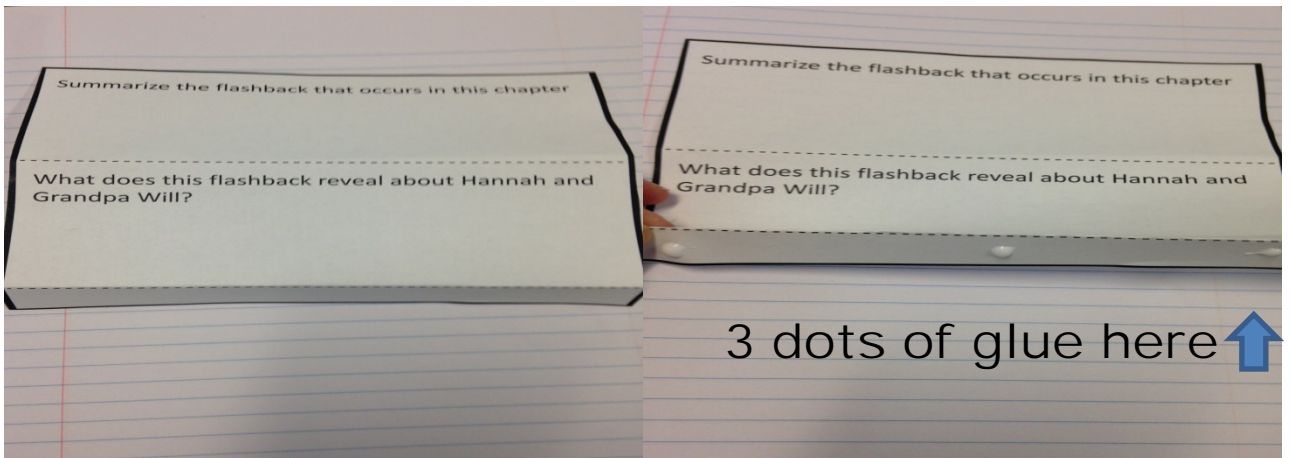 Summarize the flashback that occurs in this chapter
What does this flashback reveal about Hannah and
Grandpa Will?
Summarize the flashback that occurs in this chapter
What does this flashback reveal about Hannah and
Grandpa Will?
3 dots of glue here